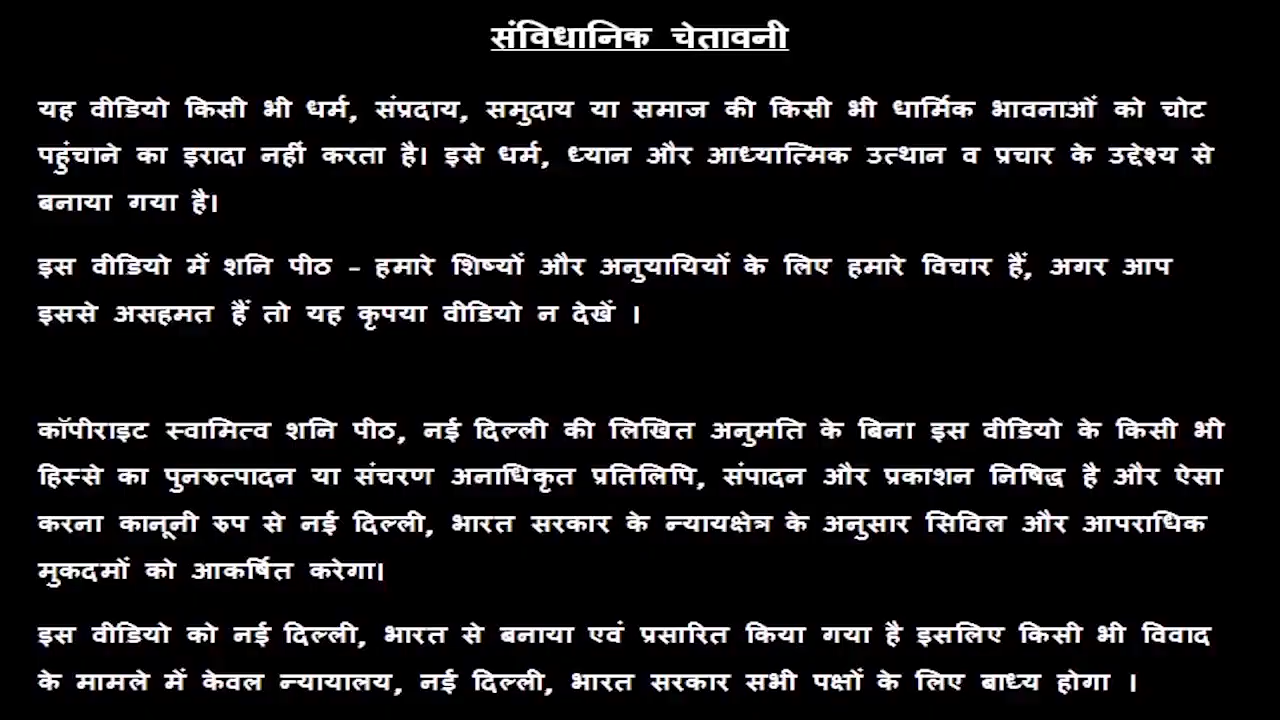 संविधानिक चेतावनी
यह वीडियो किसी भी धर्म, संप्रदाय, समुदाय या समाज की किसी भी धार्मिक भावनाओं को चोट
पहुंचाने का इरादा नहीं करता है। इसे धर्म, ध्यान और आध्यात्मिक उत्थान व प्रचार के उद्देश्य से
बनाया गया है।
इस वीडियो में शनि पीठ – हमारे शिष्यों और अनुयायियों के लिए हमारे विचार हैं, अगर आप
इससे असहमत हैं तो यह कृपया वीडियो न देखें ।
कॉपीराइट स्वामित्व शनि पीठ, नई दिल्ली की लिखित अनुमति के बिना इस वीडियो के किसी भी
हिस्से का पुनरुत्पादन या संचरण अनाधिकृत प्रतिलिपि, संपादन और प्रकाशन निषिद्ध है और ऐसा
करना कानूनी रुप से नई दिल्ली, भारत सरकार के न्यायक्षेत्र के अनुसार सिविल और आपराधिक
मुकदमों को आकर्षित करेगा।
इस वीडियो को नई दिल्ली, भारत से बनाया एवं प्रसारित किया गया है इसलिए किसी भी विवाद
के मामले में केवल न्यायालय, नई दिल्ली, भारत सरकार सभी पक्षों के लिए बाध्य होगा ।